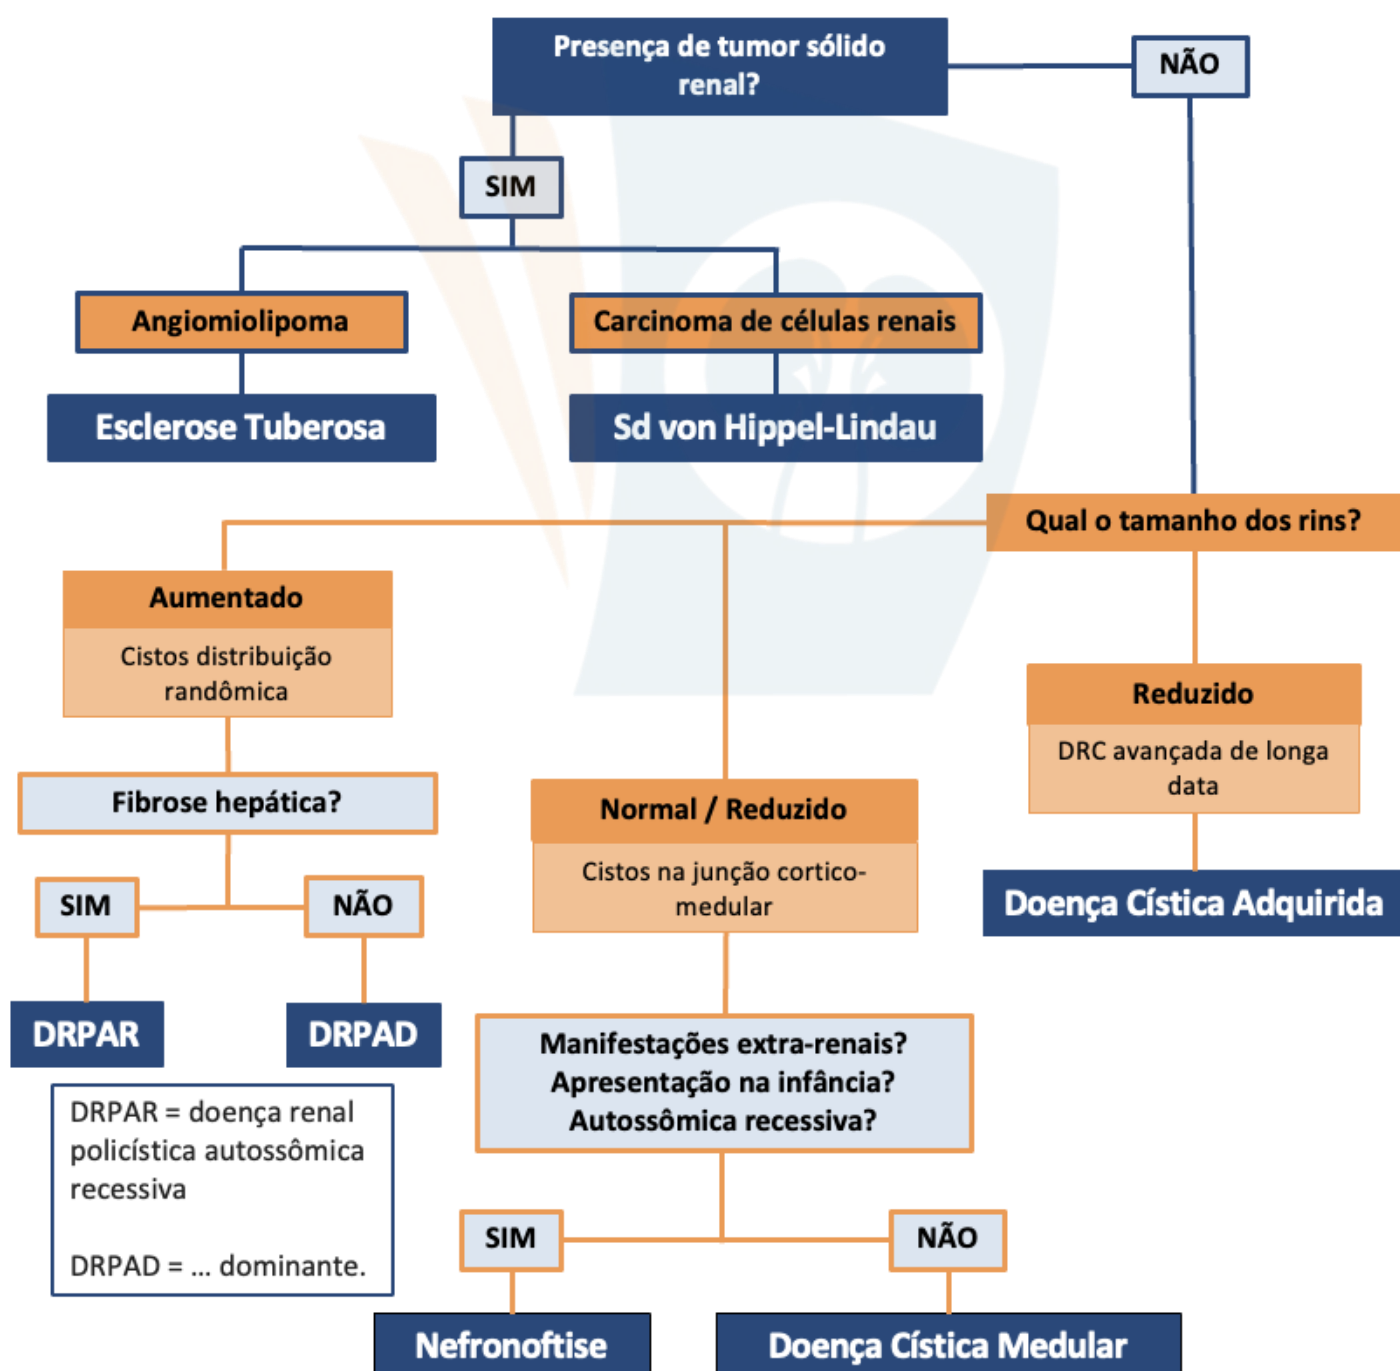 Presença de tumor sólido
renal?
NÃO
SIM
Angiomiolipoma
Carcinoma de células renais
Esclerose Tuberosa
Sd von Hippel-Lindau
Qual o tamanho dos rins?
Aumentado
Cistos distribuição
randômica
Reduzido
DRC avançada de longa
data
Fibrose hepática?
Normal / Reduzido
Cistos na junção cortico-
medular
SIM
NÃO
Doença Cística Adquirida
DRPAR
DRPAD
Manifestações extra-renais?
Apresentação na infância?
Autossômica recessiva?
DRPAR = doença renal
policística autossômica
recessiva
DRPAD = ... dominante.
SIM
NÃO
Nefronoftise
Doença Cística Medular